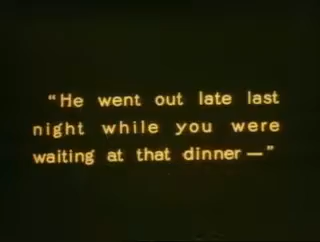 “He went out late last
night while you were
waiting at that dinner—”